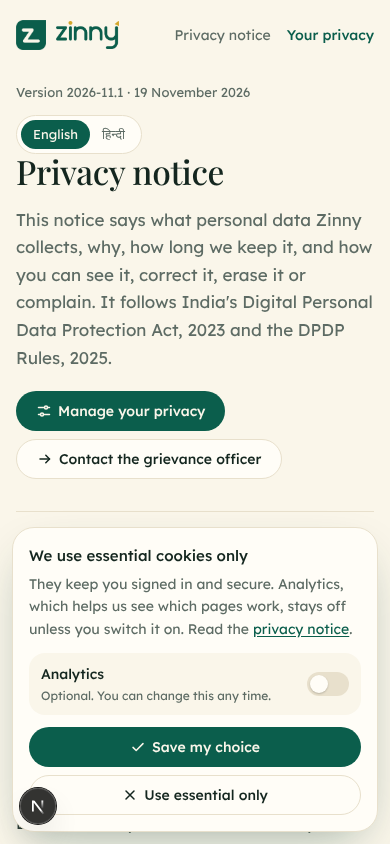 zinny
Privacy notice
Your privacy
Version 2026-11.1 · 19 November 2026
English
हिन्दी
Privacy notice
This notice says what personal data Zinny
collects, why, how long we keep it, and how
you can see it, correct it, erase it or
complain. It follows India's Digital Personal
Data Protection Act, 2023 and the DPDP
Rules, 2025.
Manage your privacy
Contact the grievance officer
We use essential cookies only
They keep you signed in and secure. Analytics,
which helps us see which pages work, stays off
unless you switch it on. Read the privacy notice.
Analytics
Optional. You can change this any time.
Save my choice
Use essential only
N